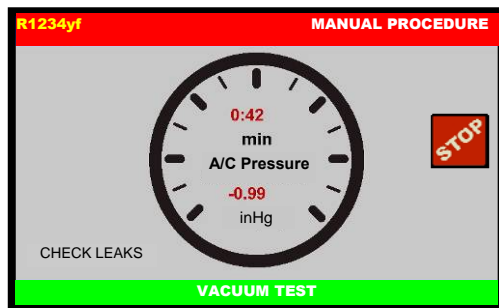 R1234yf MANUAL PROCEDURE
0:42
min
A/C Pressure
STOP
-0.99
inHg
CHECK LEAKS
VACUUM TEST